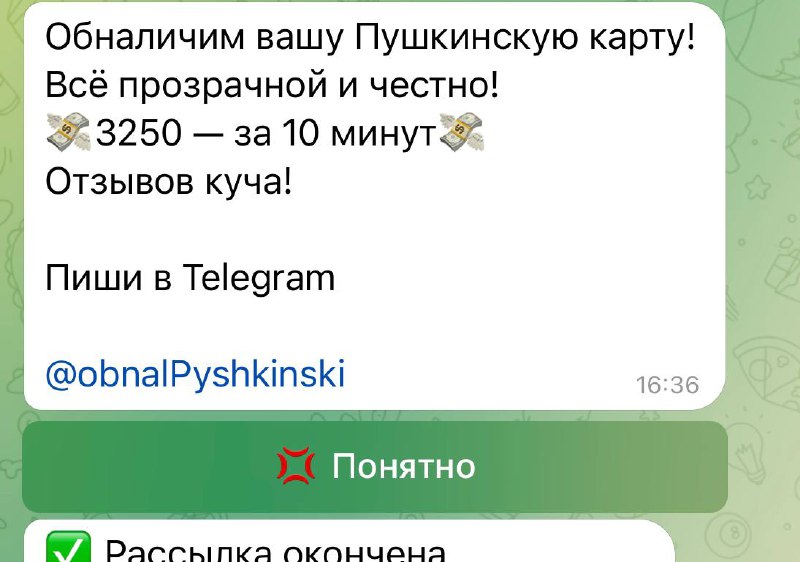 Обналичим вашу Пушкинскую карту!
Всё прозрачной и честно!
💸3250 — за 10 минут💸
Отзывов куча!
Пиши в Telegram
@obnalPyshkinski
16:36
💢 Понятно
✅ Рассылка окончена